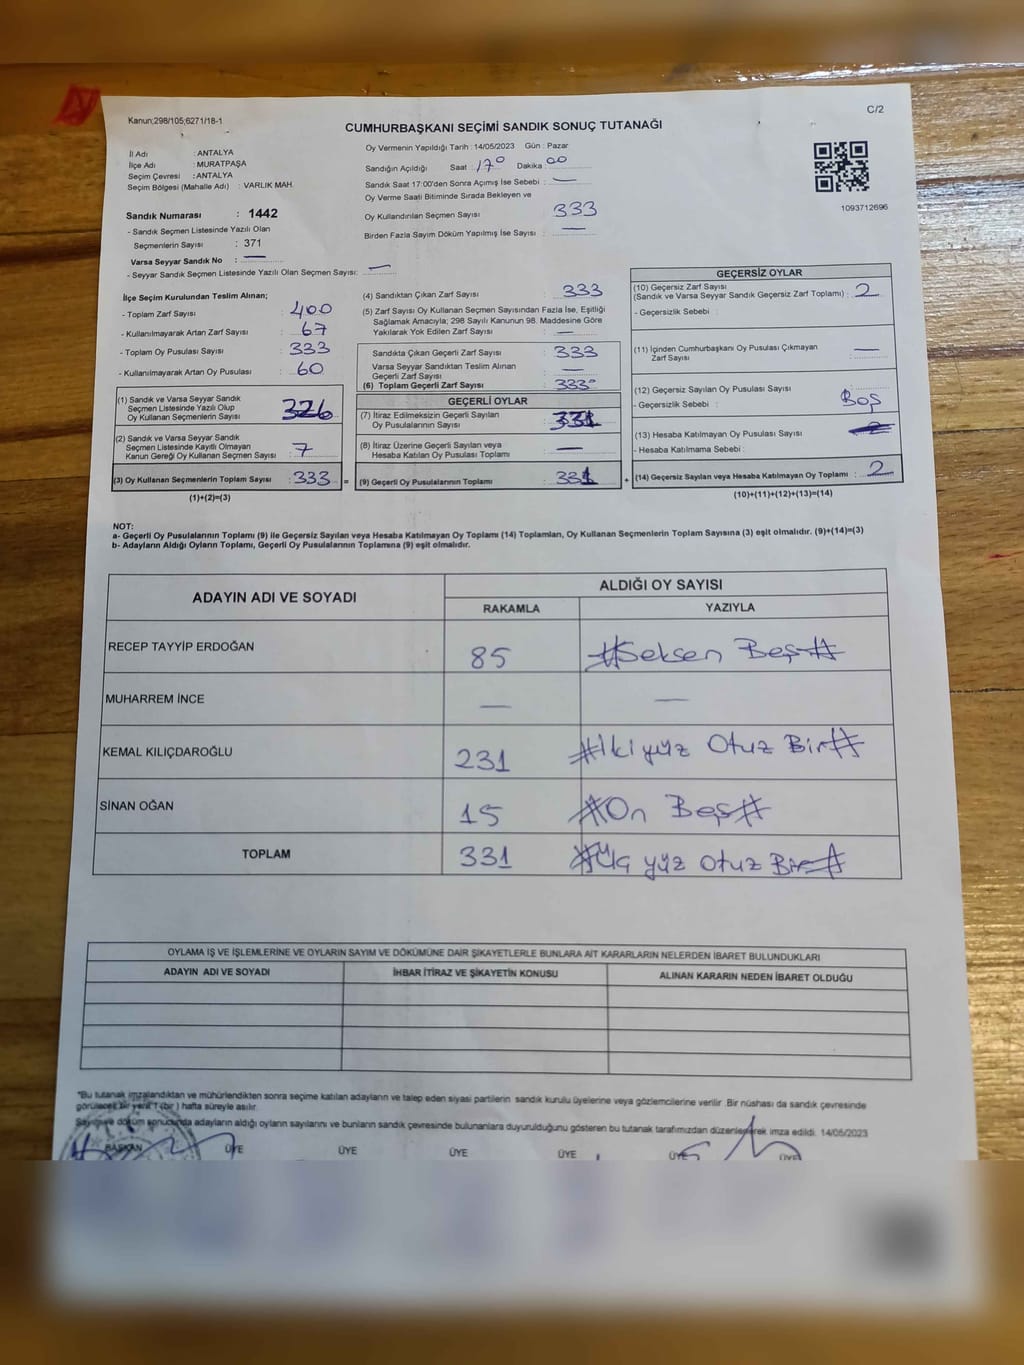 Kanun;298/105;6271/18-1
C/2
CUMHURBAŞKANI SEÇİMİ SANDIK SONUÇ TUTANAĞI
İl Adı : ANTALYA
İlçe Adı : MURATPAŞA
Seçim Çevresi : ANTALYA
Seçim Bölgesi (Mahalle Adı) : VARLIK MAH.
Sandık Numarası : 1442
- Sandık Seçmen Listesinde Yazılı Olan
Seçmenlerin Sayısı : 371
Varsa Seyyar Sandık No : —
- Seyyar Sandık Seçmen Listesinde Yazılı Olan Seçmen Sayısı: —
Oy Vermenin Yapıldığı Tarih : 14/05/2023 Gün : Pazar
Sandığın Açıldığı Saat : 17 Dakika : 00
Sandık Saat 17:00'den Sonra Açımış İse Sebebi : —
Oy Verme Saati Bitiminde Sırada Bekleyen ve
Oy Kullandırılan Seçmen Sayısı : 333
Birden Fazla Sayım Döküm Yapılmış İse Sayısı : —
1093712696
İlçe Seçim Kurulundan Teslim Alınan;
- Toplam Zarf Sayısı : 400
- Kullanılmayarak Artan Zarf Sayısı : 67
- Toplam Oy Pusulası Sayısı : 333
- Kullanılmayarak Artan Oy Pusulası : 60
(1) Sandık ve Varsa Seyyar Sandık
Seçmen Listesinde Yazılı Olup
Oy Kullanan Seçmenlerin Sayısı : 326
(2) Sandık ve Varsa Seyyar Sandık
Seçmen Listesinde Kayıtlı Olmayan
Kanun Gereği Oy Kullanan Seçmen Sayısı : 7
(3) Oy Kullanan Seçmenlerin Toplam Sayısı : 333 =
(1)+(2)=(3)
(4) Sandıktan Çıkan Zarf Sayısı : 333
(5) Zarf Sayısı Oy Kullanan Seçmen Sayısından Fazla İse, Eşitliği
Sağlamak Amacıyla; 298 Sayılı Kanunun 98. Maddesine Göre
Yakılarak Yok Edilen Zarf Sayısı : —
Sandıkta Çıkan Geçerli Zarf Sayısı : 333
Varsa Seyyar Sandıktan Teslim Alınan
Geçerli Zarf Sayısı : —
(6) Toplam Geçerli Zarf Sayısı : 333
GEÇERLİ OYLAR
(7) İtiraz Edilmeksizin Geçerli Sayılan
Oy Pusulalarının Sayısı : 331
(8) İtiraz Üzerine Geçerli Sayılan veya
Hesaba Katılan Oy Pusulası Toplamı : —
(9) Geçerli Oy Pusulalarının Toplamı : 331 +
GEÇERSİZ OYLAR
(10) Geçersiz Zarf Sayısı
(Sandık ve Varsa Seyyar Sandık Geçersiz Zarf Toplamı) : 2
- Geçersizlik Sebebi :
(11) İçinden Cumhurbaşkanı Oy Pusulası Çıkmayan
Zarf Sayısı : —
(12) Geçersiz Sayılan Oy Pusulası Sayısı :
- Geçersizlik Sebebi : Boş
(13) Hesaba Katılmayan Oy Pusulası Sayısı :
- Hesaba Katılmama Sebebi :
(14) Geçersiz Sayılan veya Hesaba Katılmayan Oy Toplamı : 2
(10)+(11)+(12)+(13)=(14)
NOT:
a- Geçerli Oy Pusulalarının Toplamı (9) ile Geçersiz Sayılan veya Hesaba Katılmayan Oy Toplamı (14) Toplamları, Oy Kullanan Seçmenlerin Toplam Sayısına (3) eşit olmalıdır. (9)+(14)=(3)
b- Adayların Aldığı Oyların Toplamı, Geçerli Oy Pusulalarının Toplamına (9) eşit olmalıdır.
ADAYIN ADI VE SOYADI
ALDIĞI OY SAYISI
RAKAMLA YAZIYLA
RECEP TAYYİP ERDOĞAN 85 #Seksen Beş#
MUHARREM İNCE — —
KEMAL KILIÇDAROĞLU 231 #İki yüz Otuz Bir#
SİNAN OĞAN 15 #On Beş#
TOPLAM 331 #Üç yüz Otuz Bir#
OYLAMA İŞ VE İŞLEMLERİNE VE OYLARIN SAYIM VE DÖKÜMÜNE DAİR ŞİKAYETLERLE BUNLARA AİT KARARLARIN NELERDEN İBARET BULUNDUKLARI
ADAYIN ADI VE SOYADI İHBAR İTİRAZ VE ŞİKAYETİN KONUSU ALINAN KARARIN NEDEN İBARET OLDUĞU
"Bu tutanak imzalandıktan ve mühürlendikten sonra seçime katılan adayların ve talep eden siyasi partilerin sandık kurulu üyelerine veya gözlemcilerine verilir. Bir nüshası da sandık çevresinde
görülecek bir yere 1 (bir) hafta süreyle asılır.
Sayım ve döküm sonucunda adayların aldığı oyların sayılarını ve bunların sandık çevresinde bulunanlara duyurulduğunu gösteren bu tutanak tarafımızdan düzenlenerek imza edildi. 14/05/2023
BAŞKAN ÜYE ÜYE ÜYE ÜYE ÜYE ÜYE